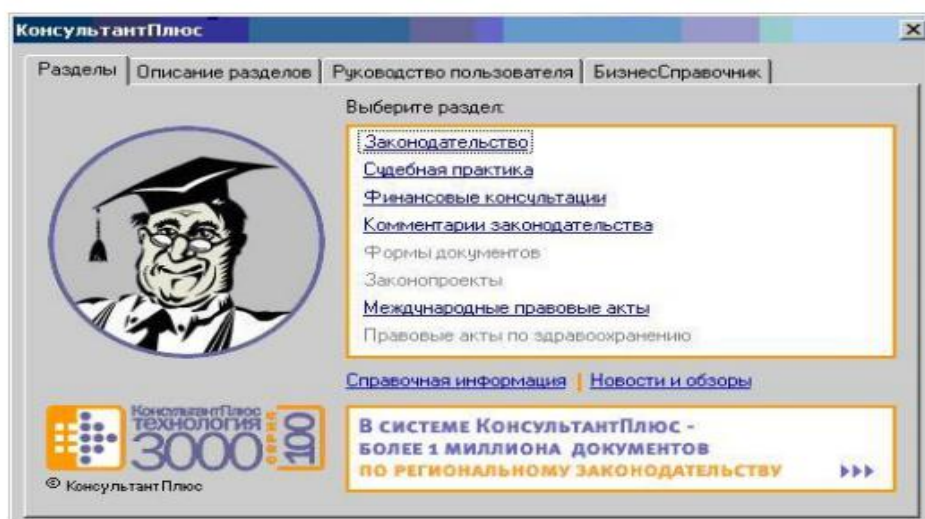 КонсультантПлюс
Разделы
Описание разделов
Руководство пользователя
БизнесСправочник
Выберите раздел:
Законодательство
Судебная практика
Финансовые консультации
Комментарии законодательства
Формы документов
Законопроекты
Международные правовые акты
Правовые акты по здравоохранению
Справочная информация | Новости и обзоры
КонсультантПлюс
технология
3000
серия
100
© КонсультантПлюс
В системе КонсультантПлюс -
более 1 миллиона документов
по региональному законодательству